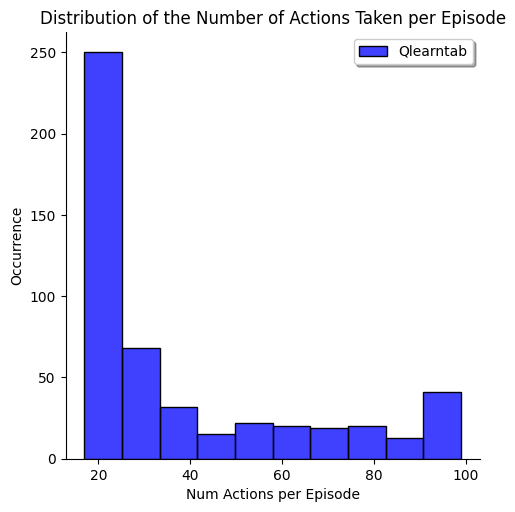 Distribution of the Number of Actions Taken per Episode
Qlearntab
250
200
150
100
50
0
Occurrence
20 40 60 80 100
Num Actions per Episode